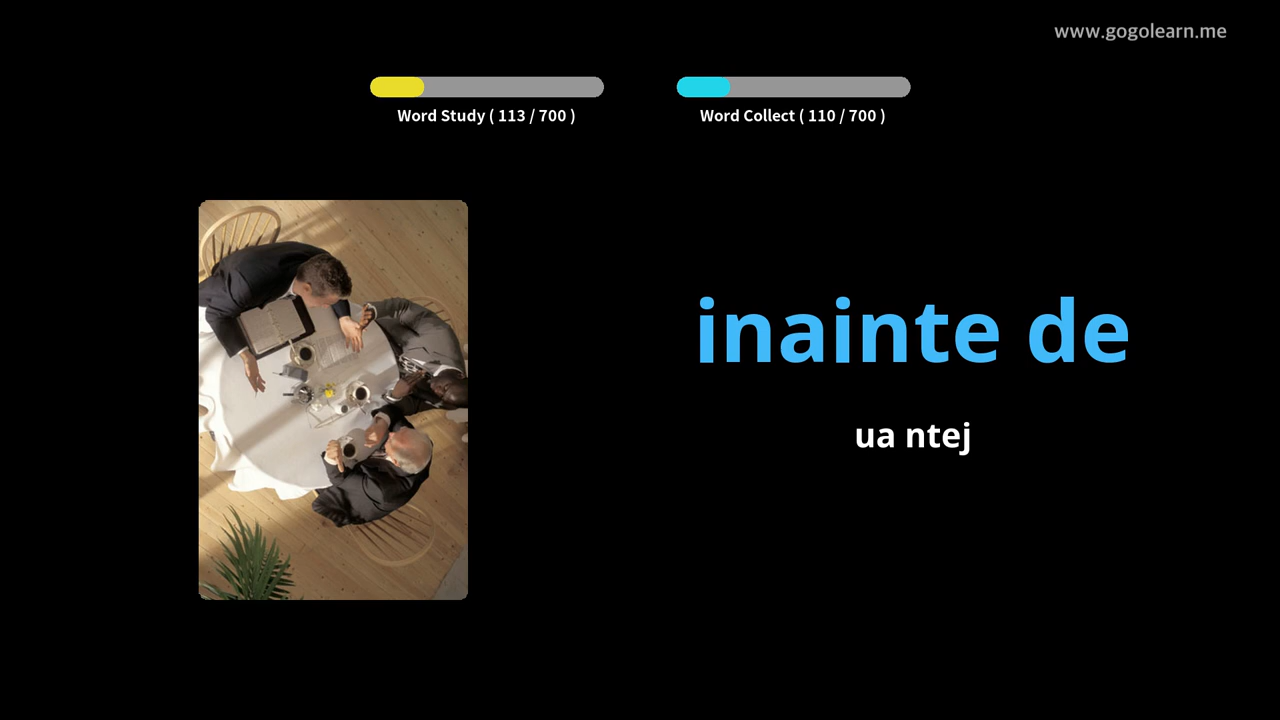 www.gogolearn.me
Word Study ( 113 / 700 )
Word Collect ( 110 / 700 )
inainte de
ua ntej